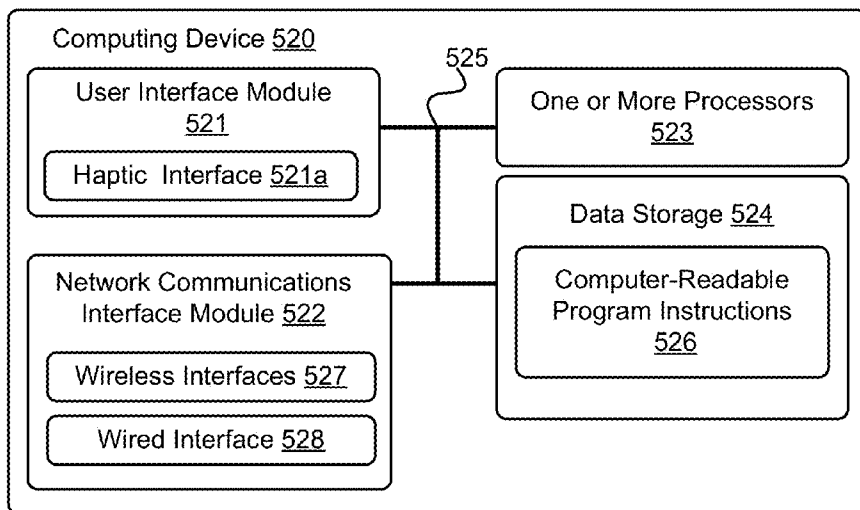 Computing Device 520
525
User Interface Module
521
Haptic Interface 521a
One or More Processors
523
Data Storage 524
Computer-Readable
Program Instructions
526
Network Communications
Interface Module 522
Wireless Interfaces 527
Wired Interface 528